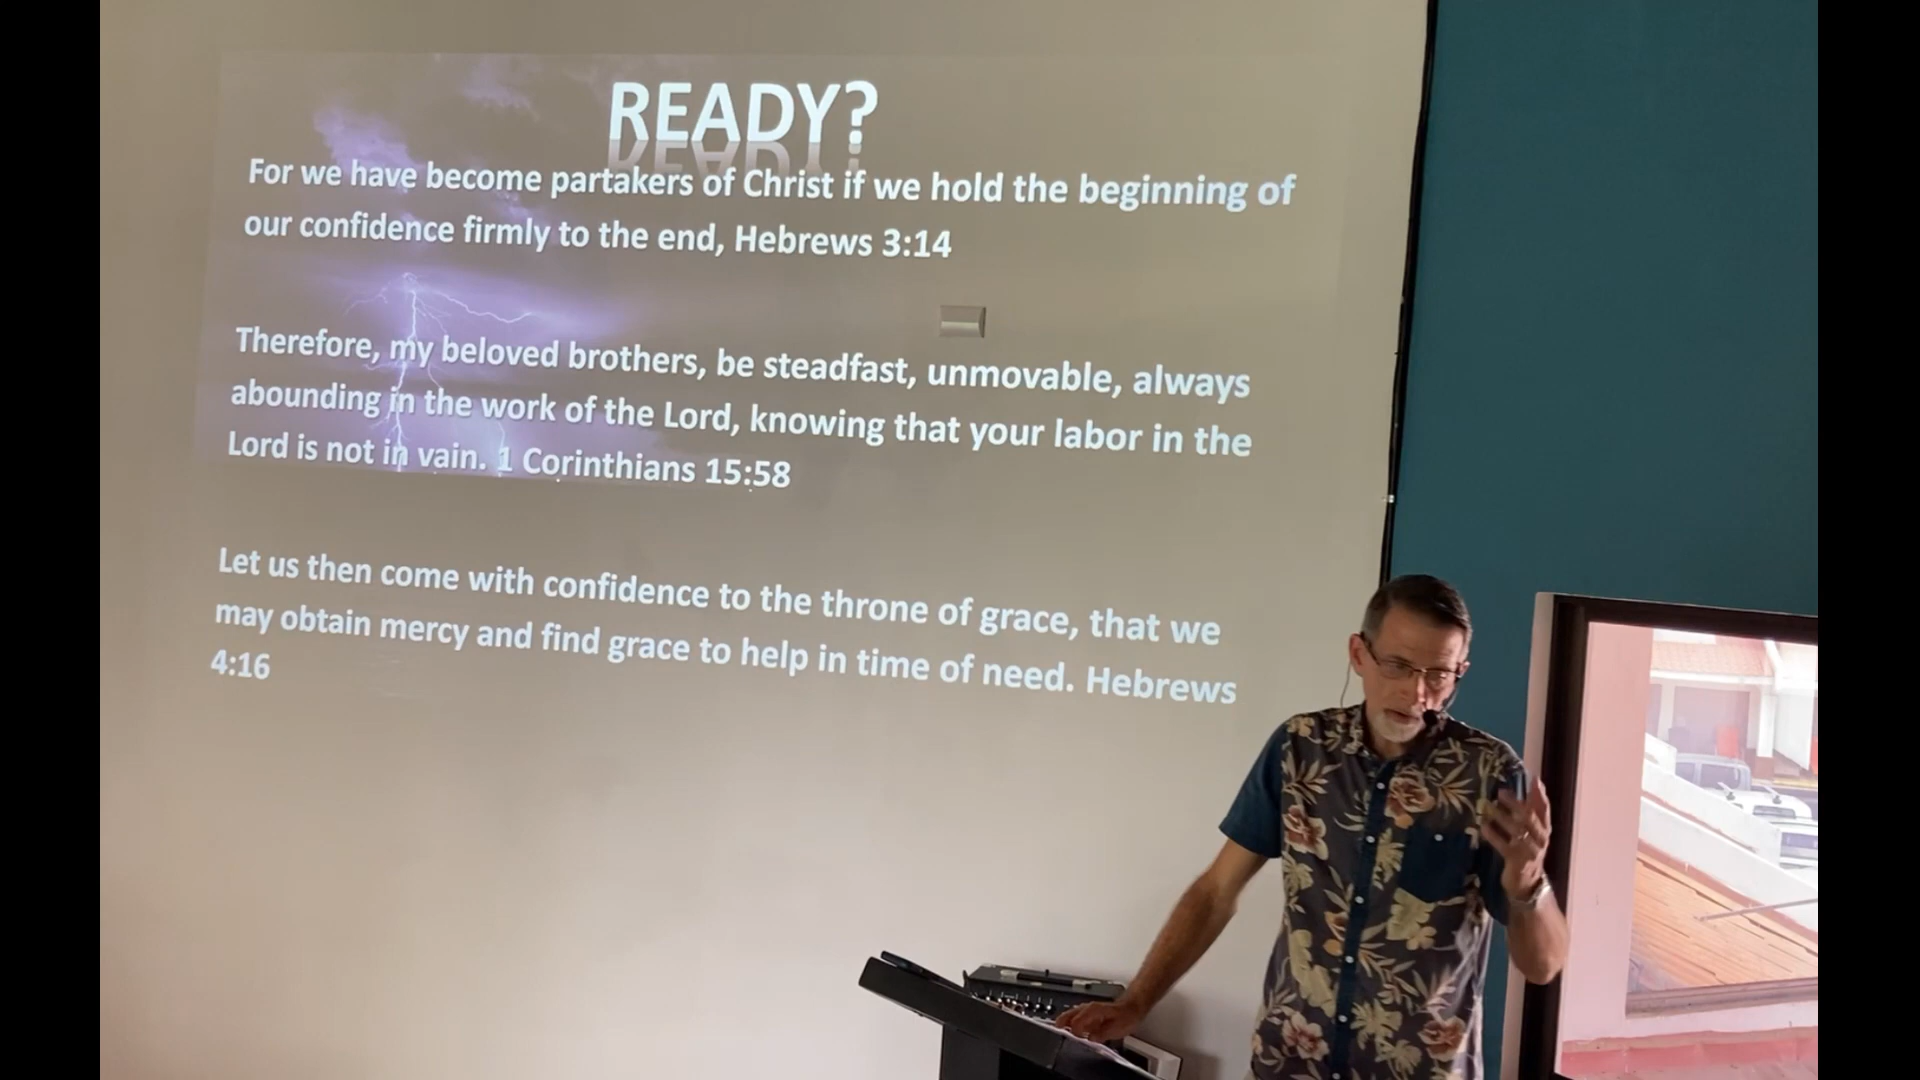 READY?
For we have become partakers of Christ if we hold the beginning of
our confidence firmly to the end, Hebrews 3:14
Therefore, my beloved brothers, be steadfast, unmovable, always
abounding in the work of the Lord, knowing that your labor in the
Lord is not in vain. 1 Corinthians 15:58
Let us then come with confidence to the throne of grace, that we
may obtain mercy and find grace to help in time of need. Hebrews
4:16